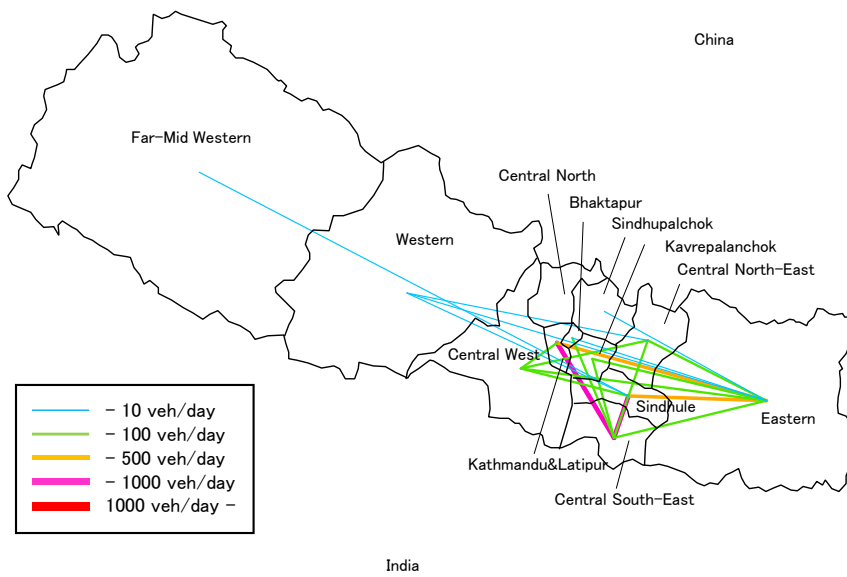 China
Far-Mid Western
Central North
Bhaktapur
Sindhupalchok
Western
Kavrepalanchok
Central North-East
Central West
Sindhule
Eastern
Kathmandu&Latipur
Central South-East
- 10 veh/day
- 100 veh/day
- 500 veh/day
- 1000 veh/day
1000 veh/day -
India